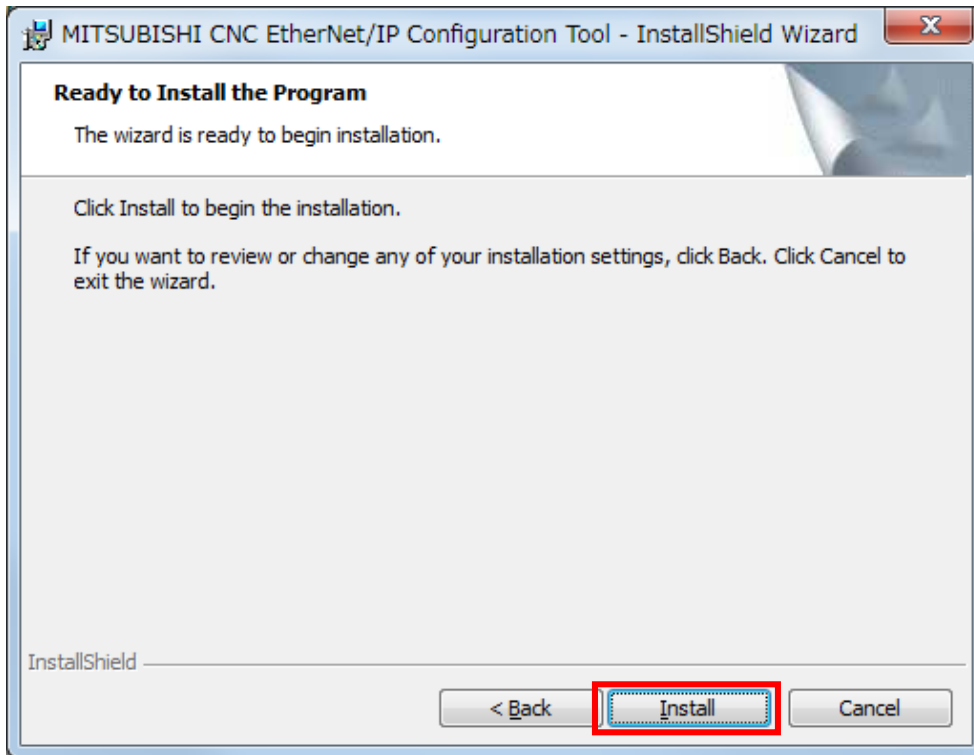 MITSUBISHI CNC EtherNet/IP Configuration Tool - InstallShield Wizard
Ready to Install the Program
The wizard is ready to begin installation.
Click Install to begin the installation.
If you want to review or change any of your installation settings, click Back. Click Cancel to
exit the wizard.
InstallShield
< Back Install Cancel